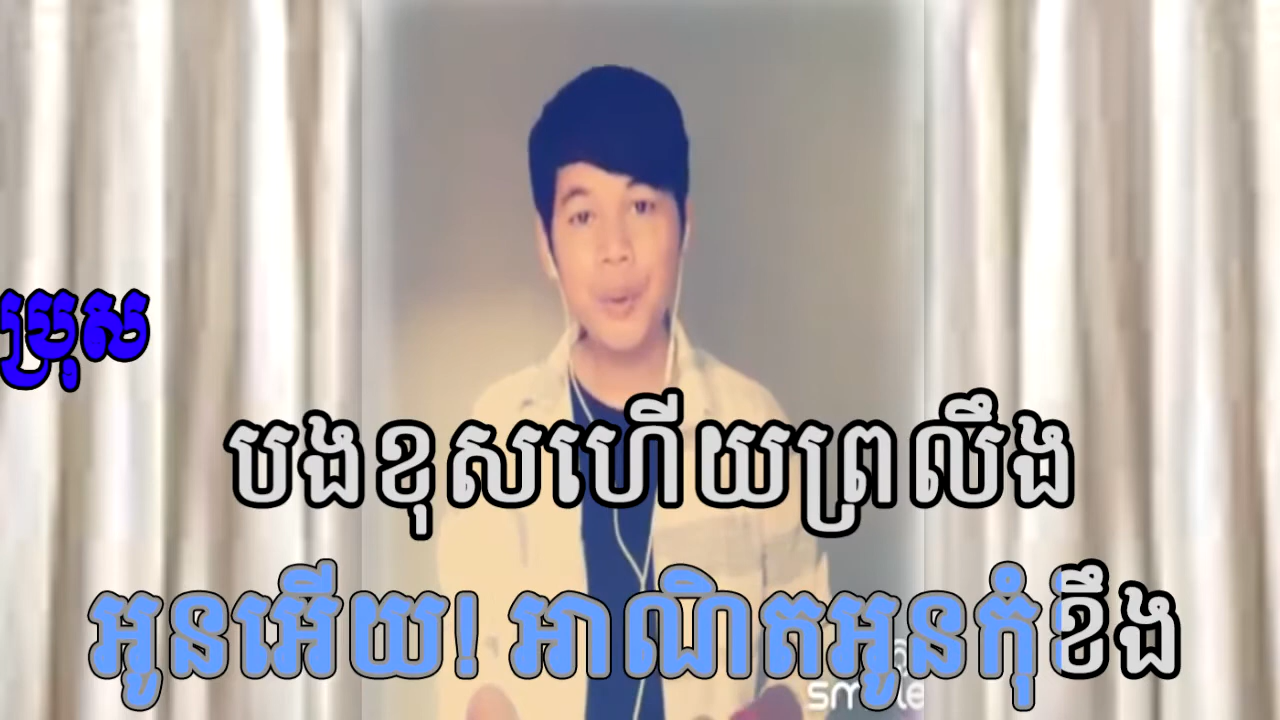 ប្រុស
បងខុសហើយព្រលឹង
អូនអើយ! អាណិតអូនកុំខឹង
smule